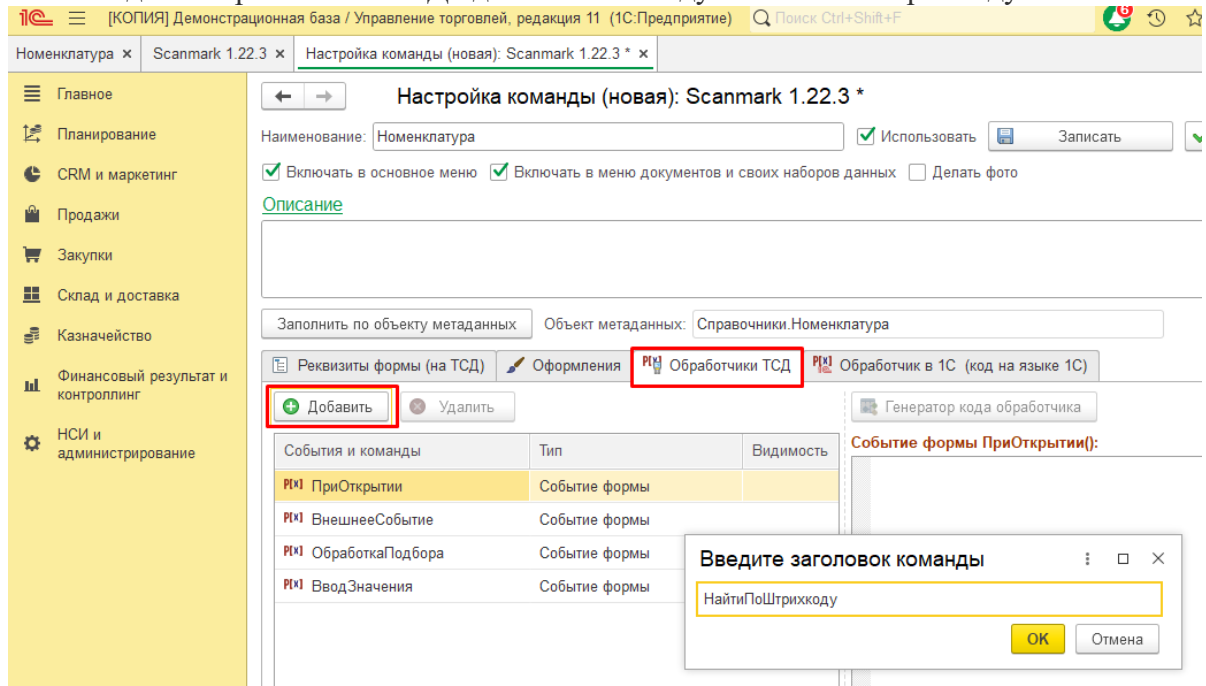 [КОПИЯ] Демонстрационная база / Управление торговлей, редакция 11 (1С:Предприятие) Поиск Ctrl+Shift+F 6
Номенклатура × Scanmark 1.22.3 × Настройка команды (новая): Scanmark 1.22.3 * ×
Главное
Планирование
CRM и маркетинг
Продажи
Закупки
Склад и доставка
Казначейство
Финансовый результат и
контроллинг
НСИ и
администрирование
Настройка команды (новая): Scanmark 1.22.3 *
Наименование: Номенклатура Использовать Записать
Включать в основное меню Включать в меню документов и своих наборов данных Делать фото
Описание
Заполнить по объекту метаданных Объект метаданных: Справочники.Номенклатура
Реквизиты формы (на ТСД) Оформления Обработчики ТСД Обработчик в 1С (код на языке 1С)
Добавить Удалить Генератор кода обработчика
События и команды Тип Видимость Событие формы ПриОткрытии():
P[x] ПриОткрытии Событие формы
P[x] ВнешнееСобытие Событие формы
P[x] ОбработкаПодбора Событие формы
P[x] ВводЗначения Событие формы
Введите заголовок команды
НайтиПоШтрихкоду
ОК Отмена